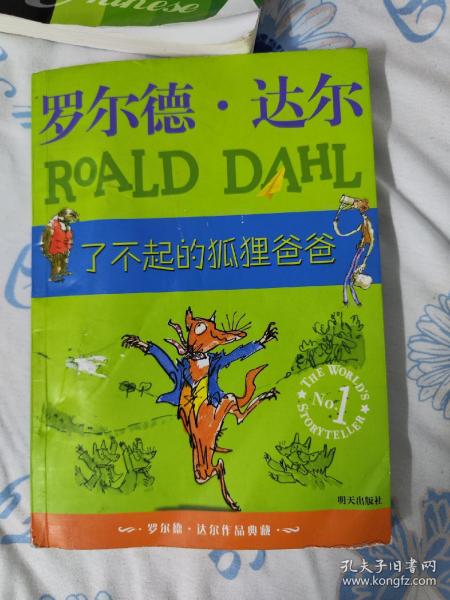 Chinese
罗尔德·达尔
ROALD DAHL
了不起的狐狸爸爸
THE WORLD'S
No.1
STORYTELLER
明天出版社
·罗尔德·达尔作品典藏·
孔夫子旧书网
www.kongfz.com